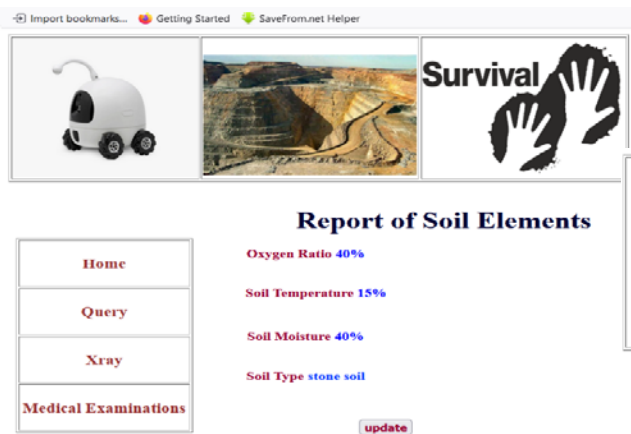 Import bookmarks... Getting Started SaveFrom.net Helper
Survival
Report of Soil Elements
Home
Query
Xray
Medical Examinations
Oxygen Ratio 40%
Soil Temperature 15%
Soil Moisture 40%
Soil Type stone soil
update